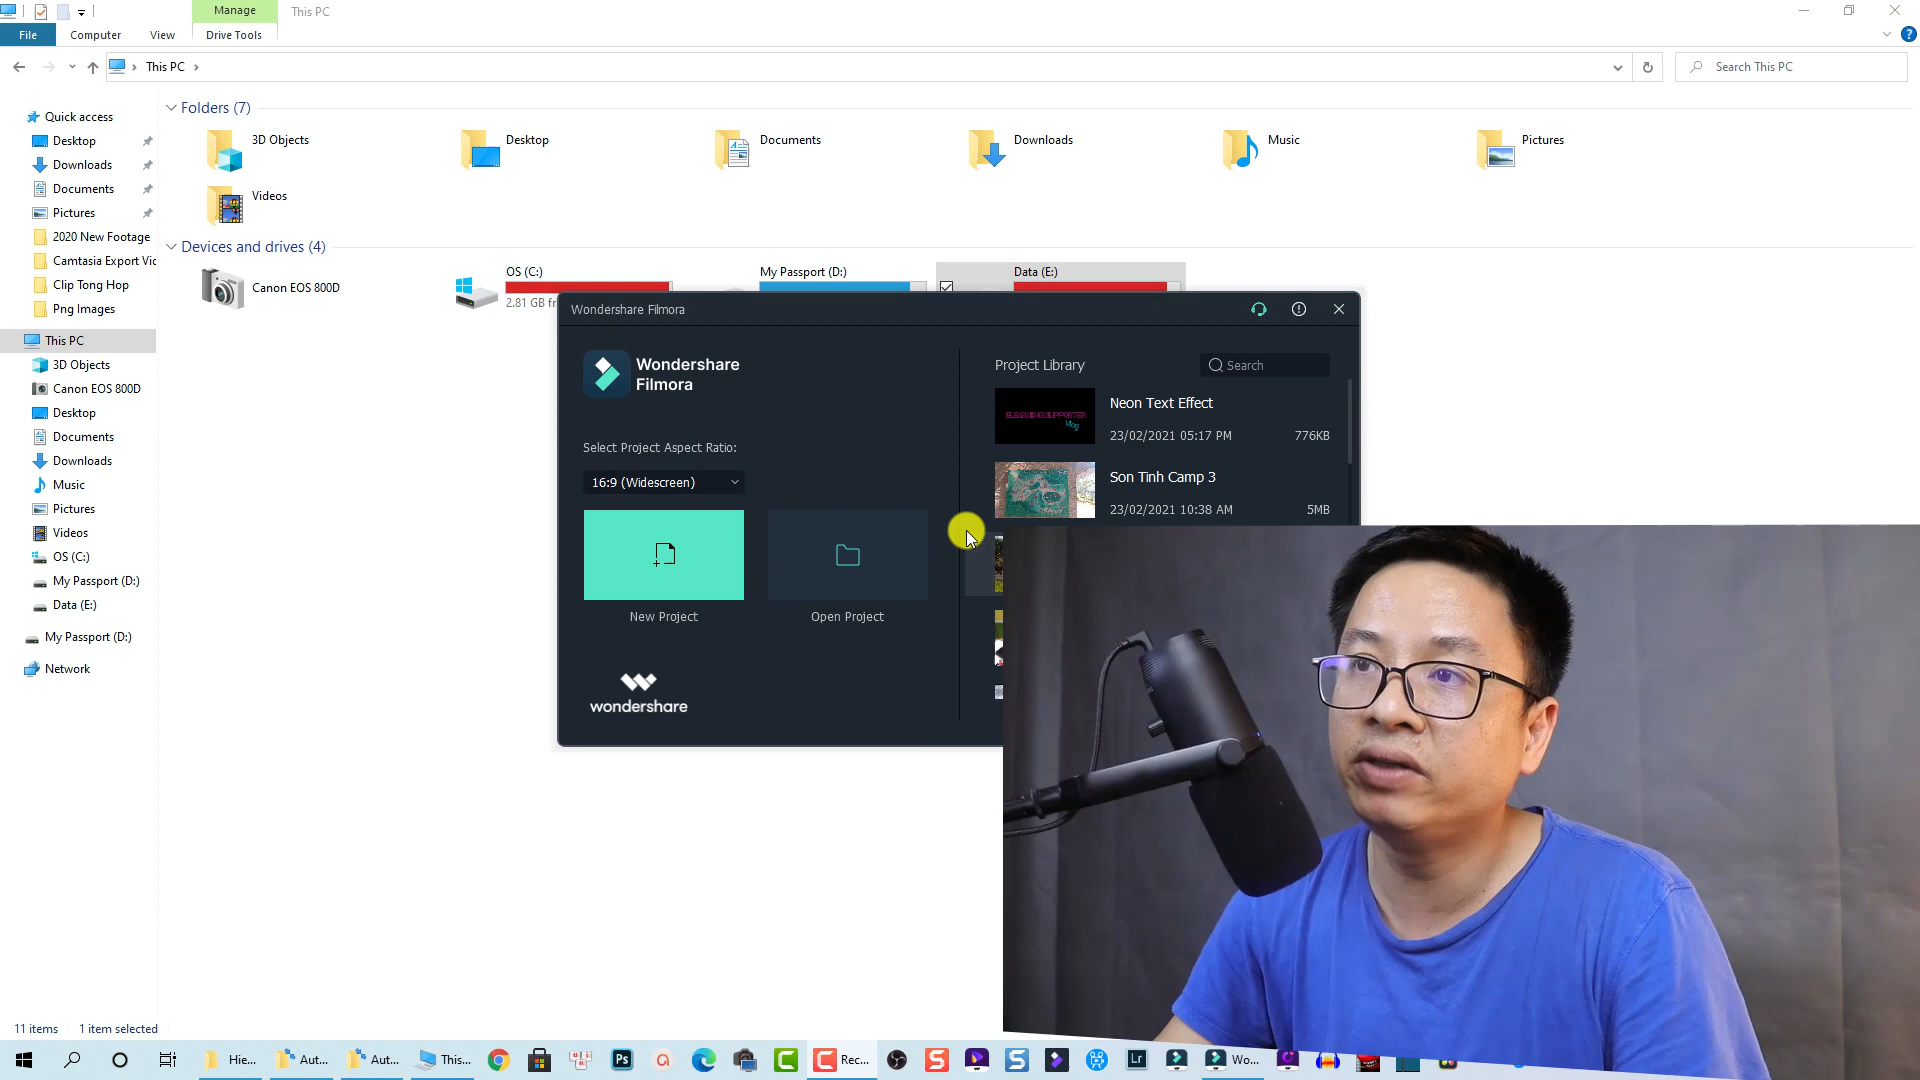 Manage
This PC
File
Computer
View
Drive Tools
This PC
Search This PC
Quick access
Desktop
Downloads
Documents
Pictures
2020 New Footage
Camtasia Export Vic
Clip Tong Hop
Png Images
This PC
3D Objects
Canon EOS 800D
Desktop
Documents
Downloads
Music
Pictures
Videos
OS (C:)
My Passport (D:)
Data (E:)
My Passport (D:)
Network
Folders (7)
3D Objects
Desktop
Documents
Downloads
Music
Pictures
Videos
Devices and drives (4)
Canon EOS 800D
OS (C:)
2.81 GB fr
My Passport (D:)
Data (E:)
Wondershare Filmora
Wondershare
Filmora
Select Project Aspect Ratio:
16:9 (Widescreen)
New Project
Open Project
wondershare
Project Library
Search
ELEARNING SUPPORTER
Vlog
Neon Text Effect
23/02/2021 05:17 PM 776KB
Son Tinh Camp 3
23/02/2021 10:38 AM 5MB
11 items 1 item selected
Hie...
Aut...
Aut...
This...
Ps
Rec...
Lr
Wo...